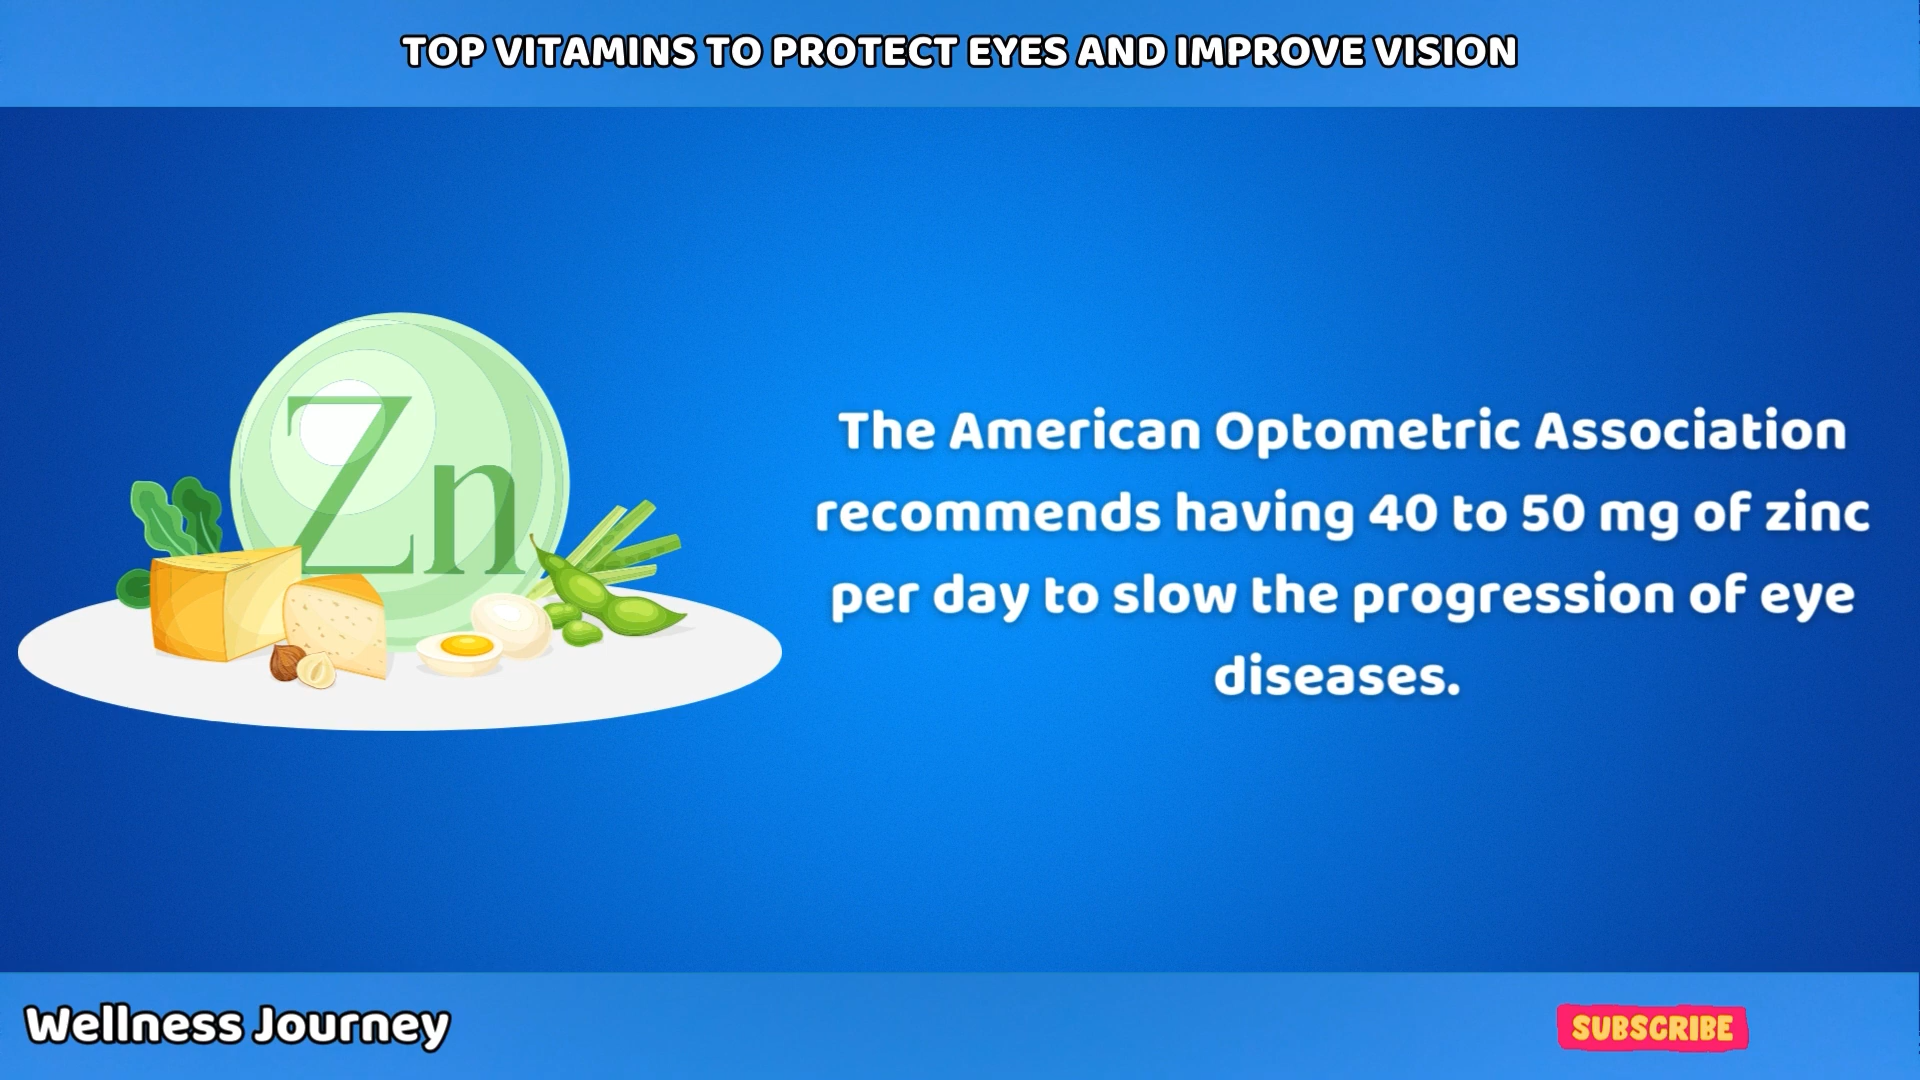 TOP VITAMINS TO PROTECT EYES AND IMPROVE VISION
Zn
The American Optometric Association
recommends having 40 to 50 mg of zinc
per day to slow the progression of eye
diseases.
Wellness Journey
SUBSCRIBE